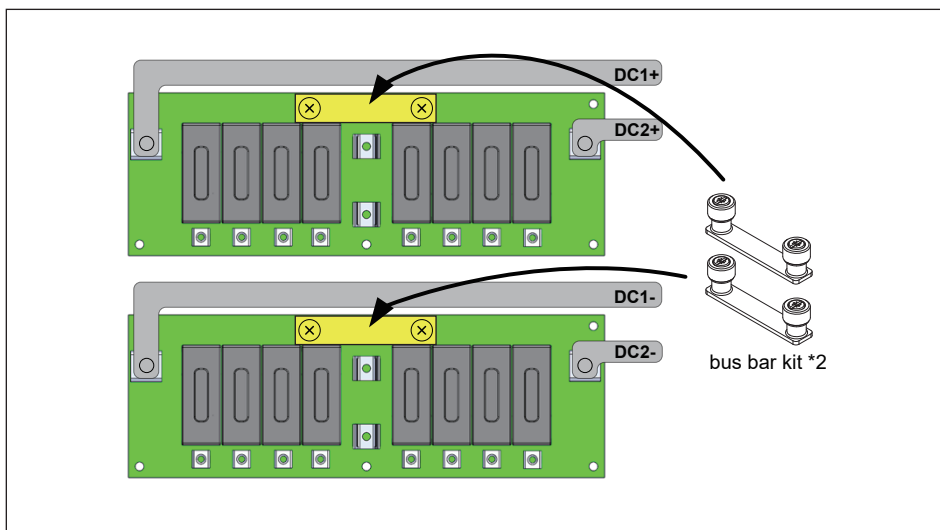 DC1+
DC2+
DC1-
DC2-
bus bar kit *2